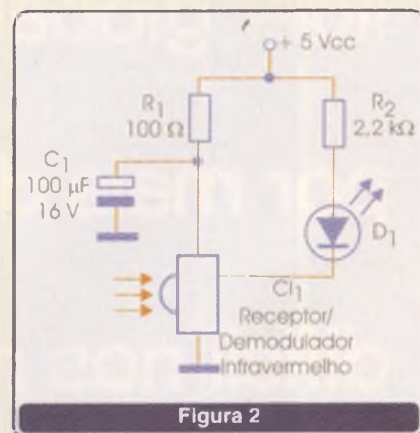 + 5 Vcc
R1
100 Ω
R2
2,2 kΩ
C1
100 µF
16 V
D1
CI1
Receptor/
Demodulador
Infravermelho
Figura 2